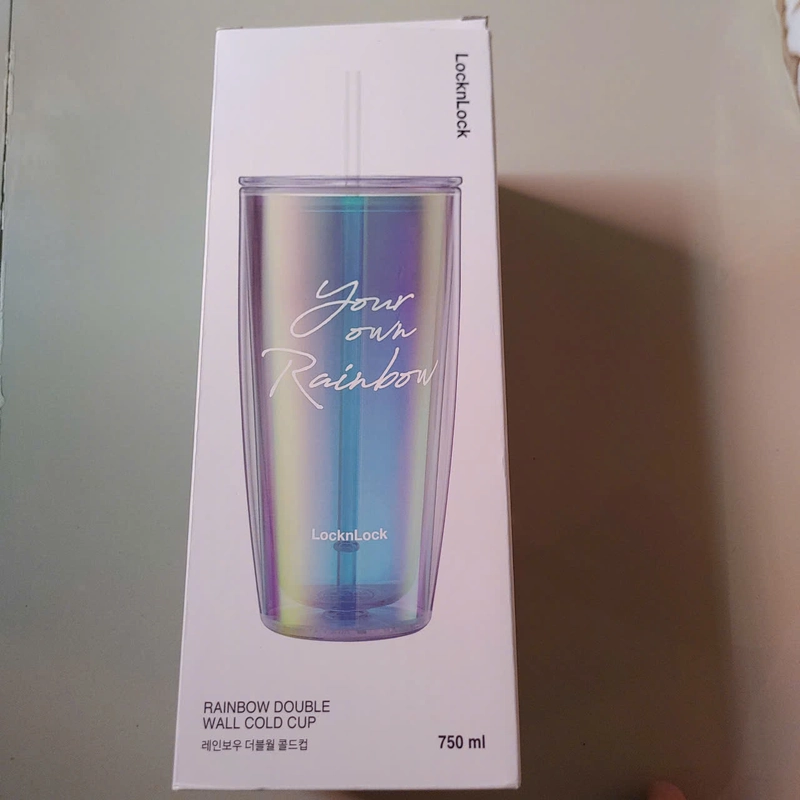 LocknLock
Your
own
Rainbow
LocknLock
RAINBOW DOUBLE
WALL COLD CUP
레인보우 더블월 콜드컵
750 ml